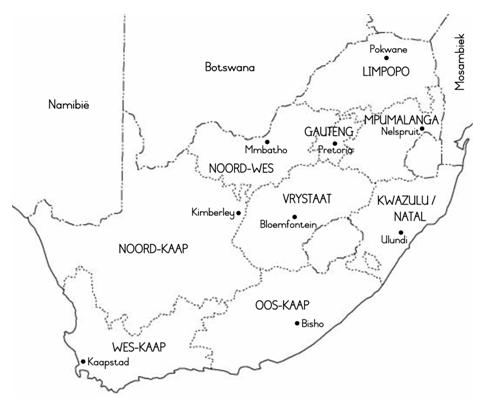 Pokwane
LIMPOPO
Mosambiek
Botswana
Namibië
MPUMALANGA
Nelspruit
GAUTENG
Pretoria
Mmbatho
NOORD-WES
VRYSTAAT
KWAZULU /
NATAL
Kimberley
Bloemfontein
Ulundi
NOORD-KAAP
OOS-KAAP
Bisho
WES-KAAP
Kaapstad